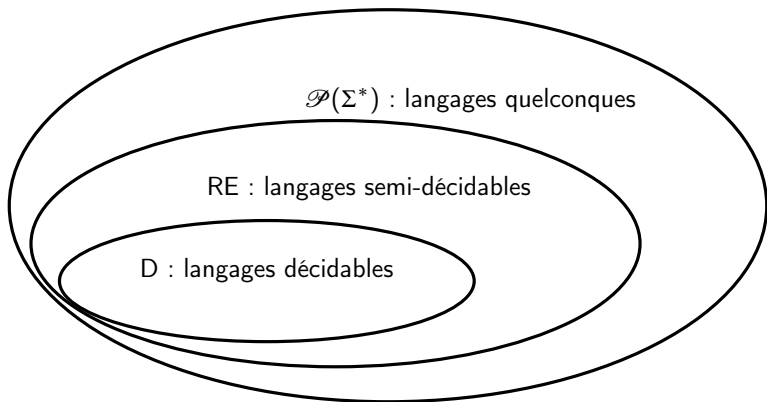 𝒫(Σ*) : langages quelconques
RE : langages semi-décidables
D : langages décidables